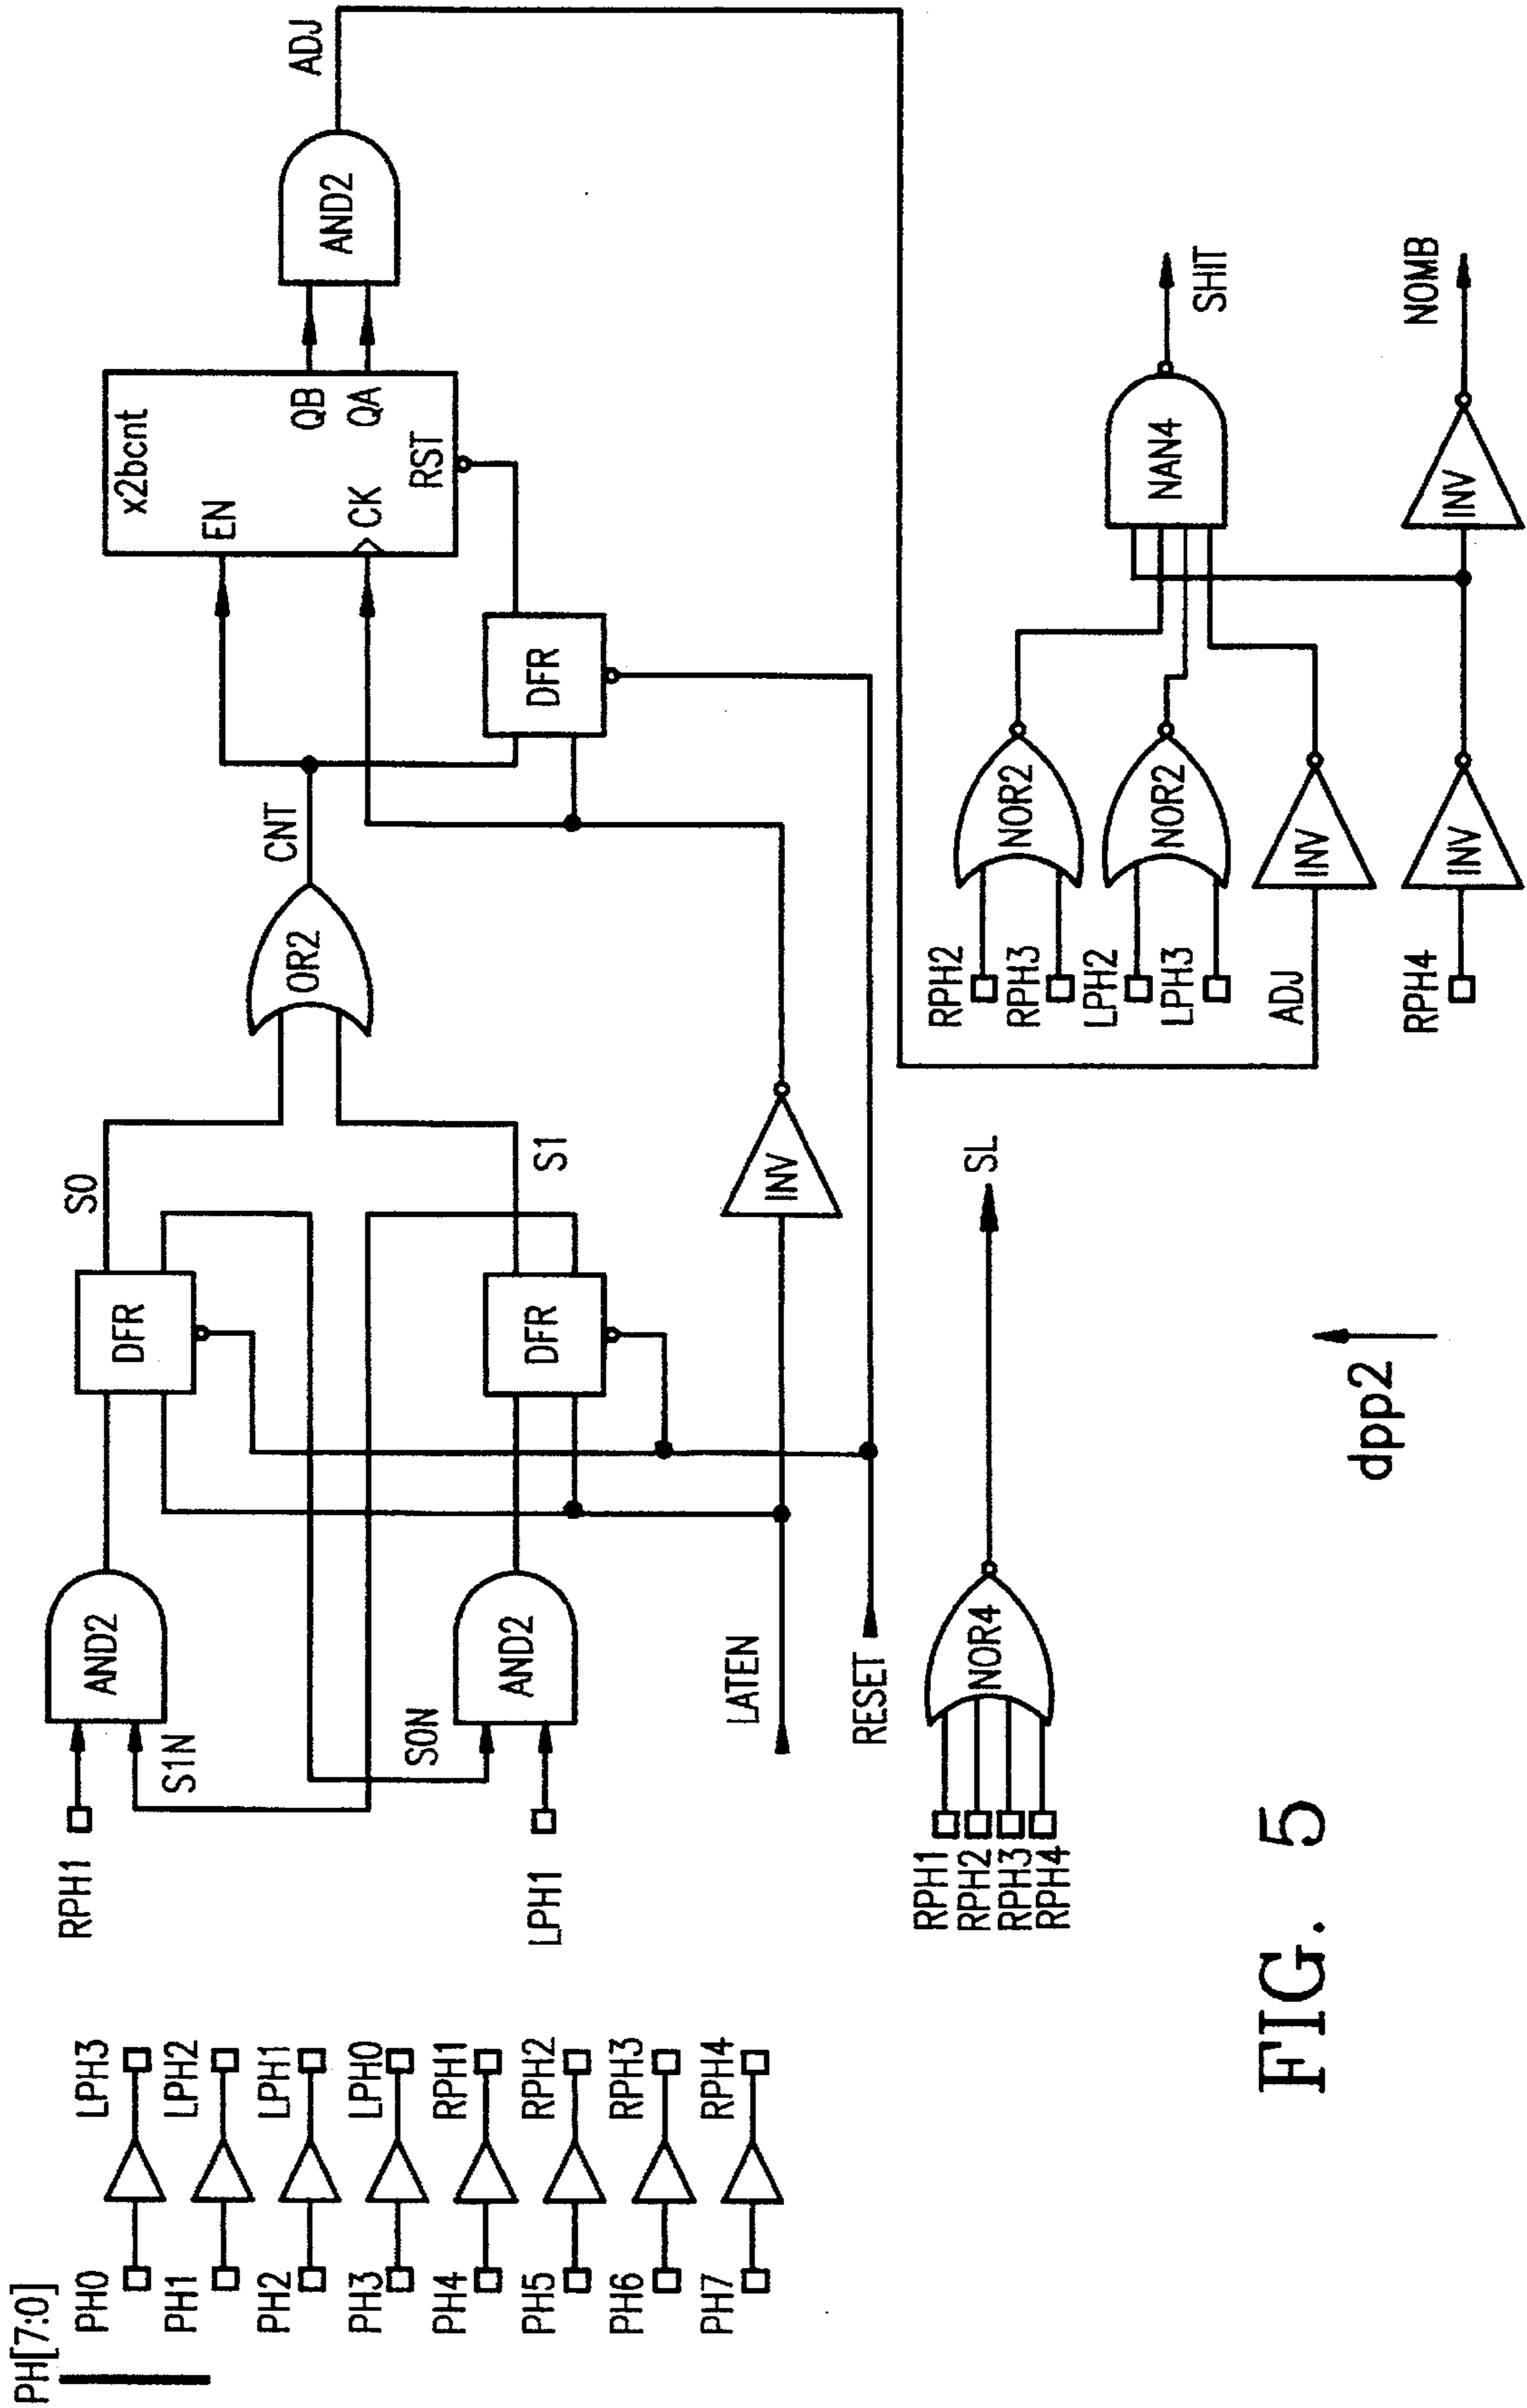 PH[7:0]
PH0 LPH3
PH1 LPH2
PH2 LPH1
PH3 LPH0
PH4 RPH1
PH5 RPH2
PH6 RPH3
PH7 RPH4
RPH1
S1N
AND2
DFR
S0
LPH1
S0N
AND2
DFR
S1
OR2
CNT
LATEN
INV
RESET
DFR
x2bcnt
EN
CK
QB
QA
RST
AND2
ADJ
RPH1
RPH2
RPH3
RPH4
NOR4
SL
RPH2
RPH3
NOR2
LPH2
LPH3
NOR2
ADJ
INV
RPH4
INV
NAN4
SHIT
INV
NOMB
dpp2
FIG. 5